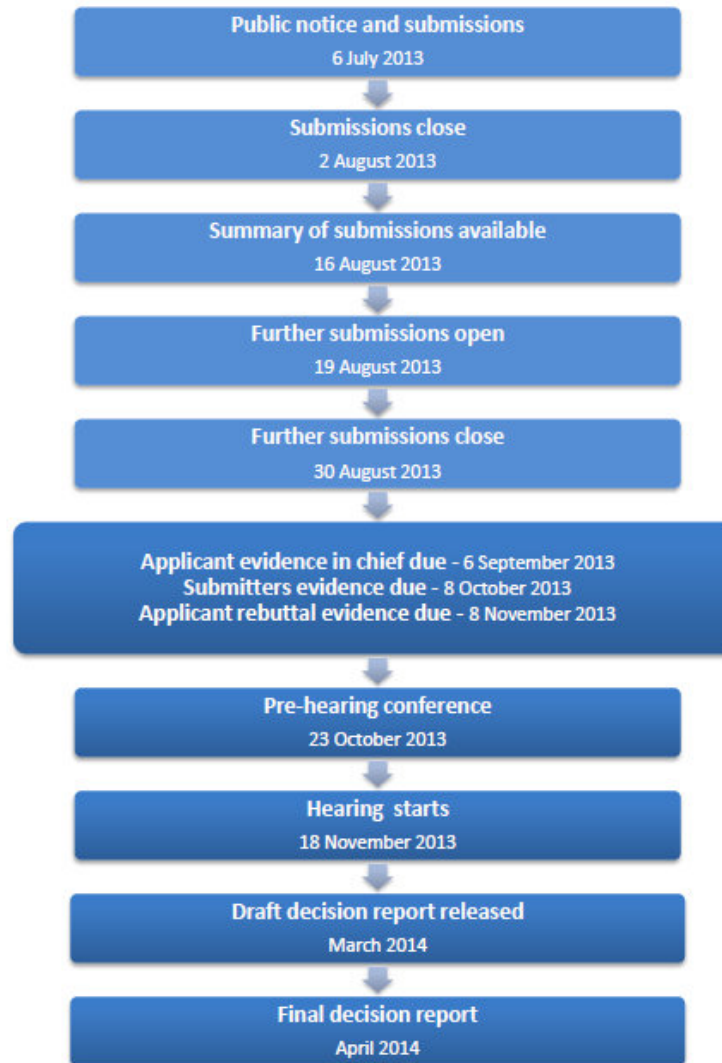 Public notice and submissions
6 July 2013
Submissions close
2 August 2013
Summary of submissions available
16 August 2013
Further submissions open
19 August 2013
Further submissions close
30 August 2013
Applicant evidence in chief due - 6 September 2013
Submitters evidence due - 8 October 2013
Applicant rebuttal evidence due - 8 November 2013
Pre-hearing conference
23 October 2013
Hearing starts
18 November 2013
Draft decision report released
March 2014
Final decision report
April 2014